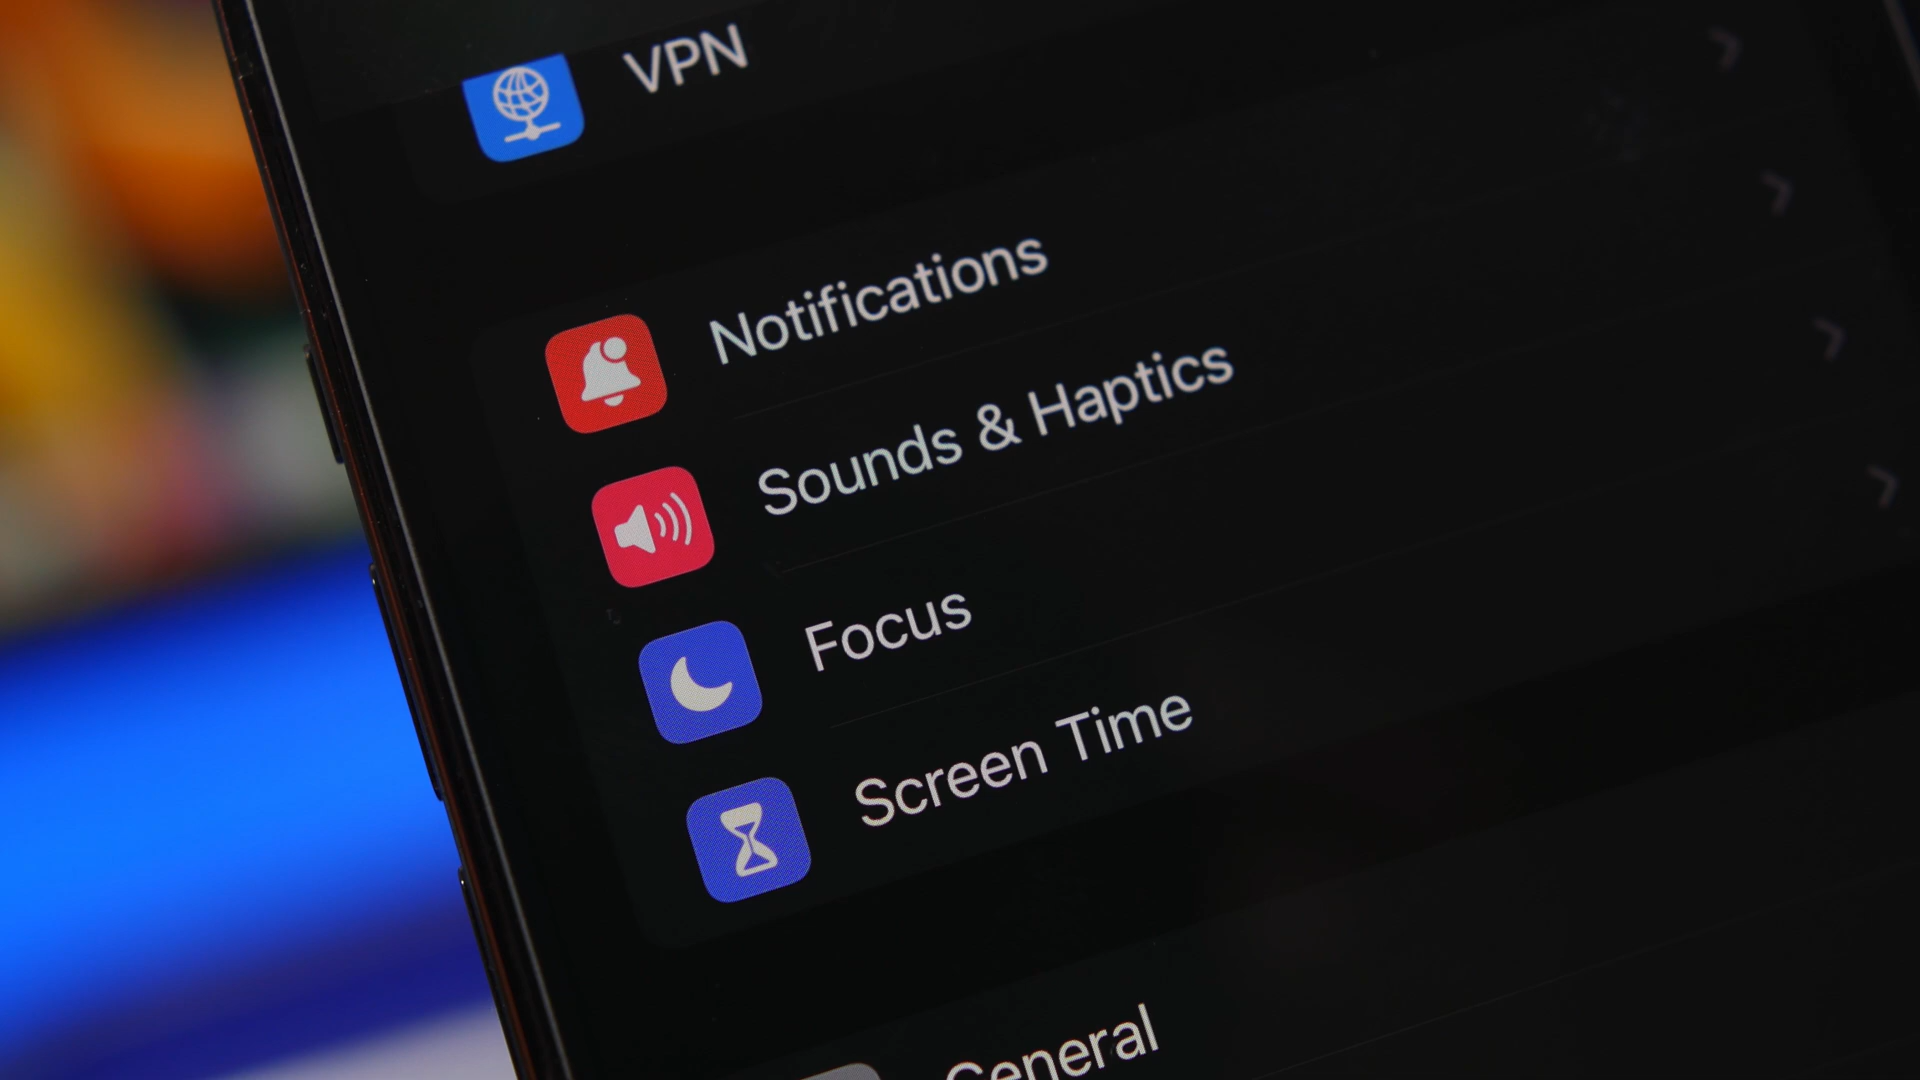 VPN
Notifications
Sounds & Haptics
Focus
Screen Time
General